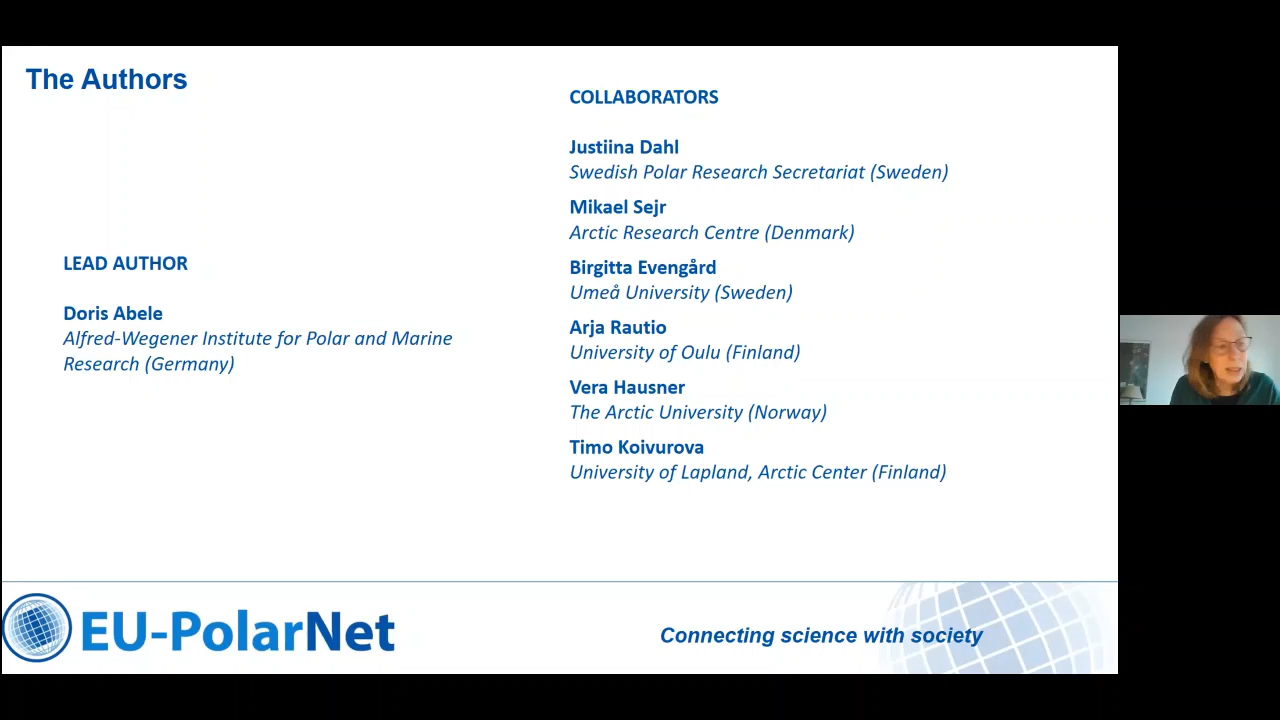 The Authors
LEAD AUTHOR
Doris Abele
Alfred-Wegener Institute for Polar and Marine
Research (Germany)
COLLABORATORS
Justiina Dahl
Swedish Polar Research Secretariat (Sweden)
Mikael Sejr
Arctic Research Centre (Denmark)
Birgitta Evengård
Umeå University (Sweden)
Arja Rautio
University of Oulu (Finland)
Vera Hausner
The Arctic University (Norway)
Timo Koivurova
University of Lapland, Arctic Center (Finland)
EU-PolarNet
Connecting science with society